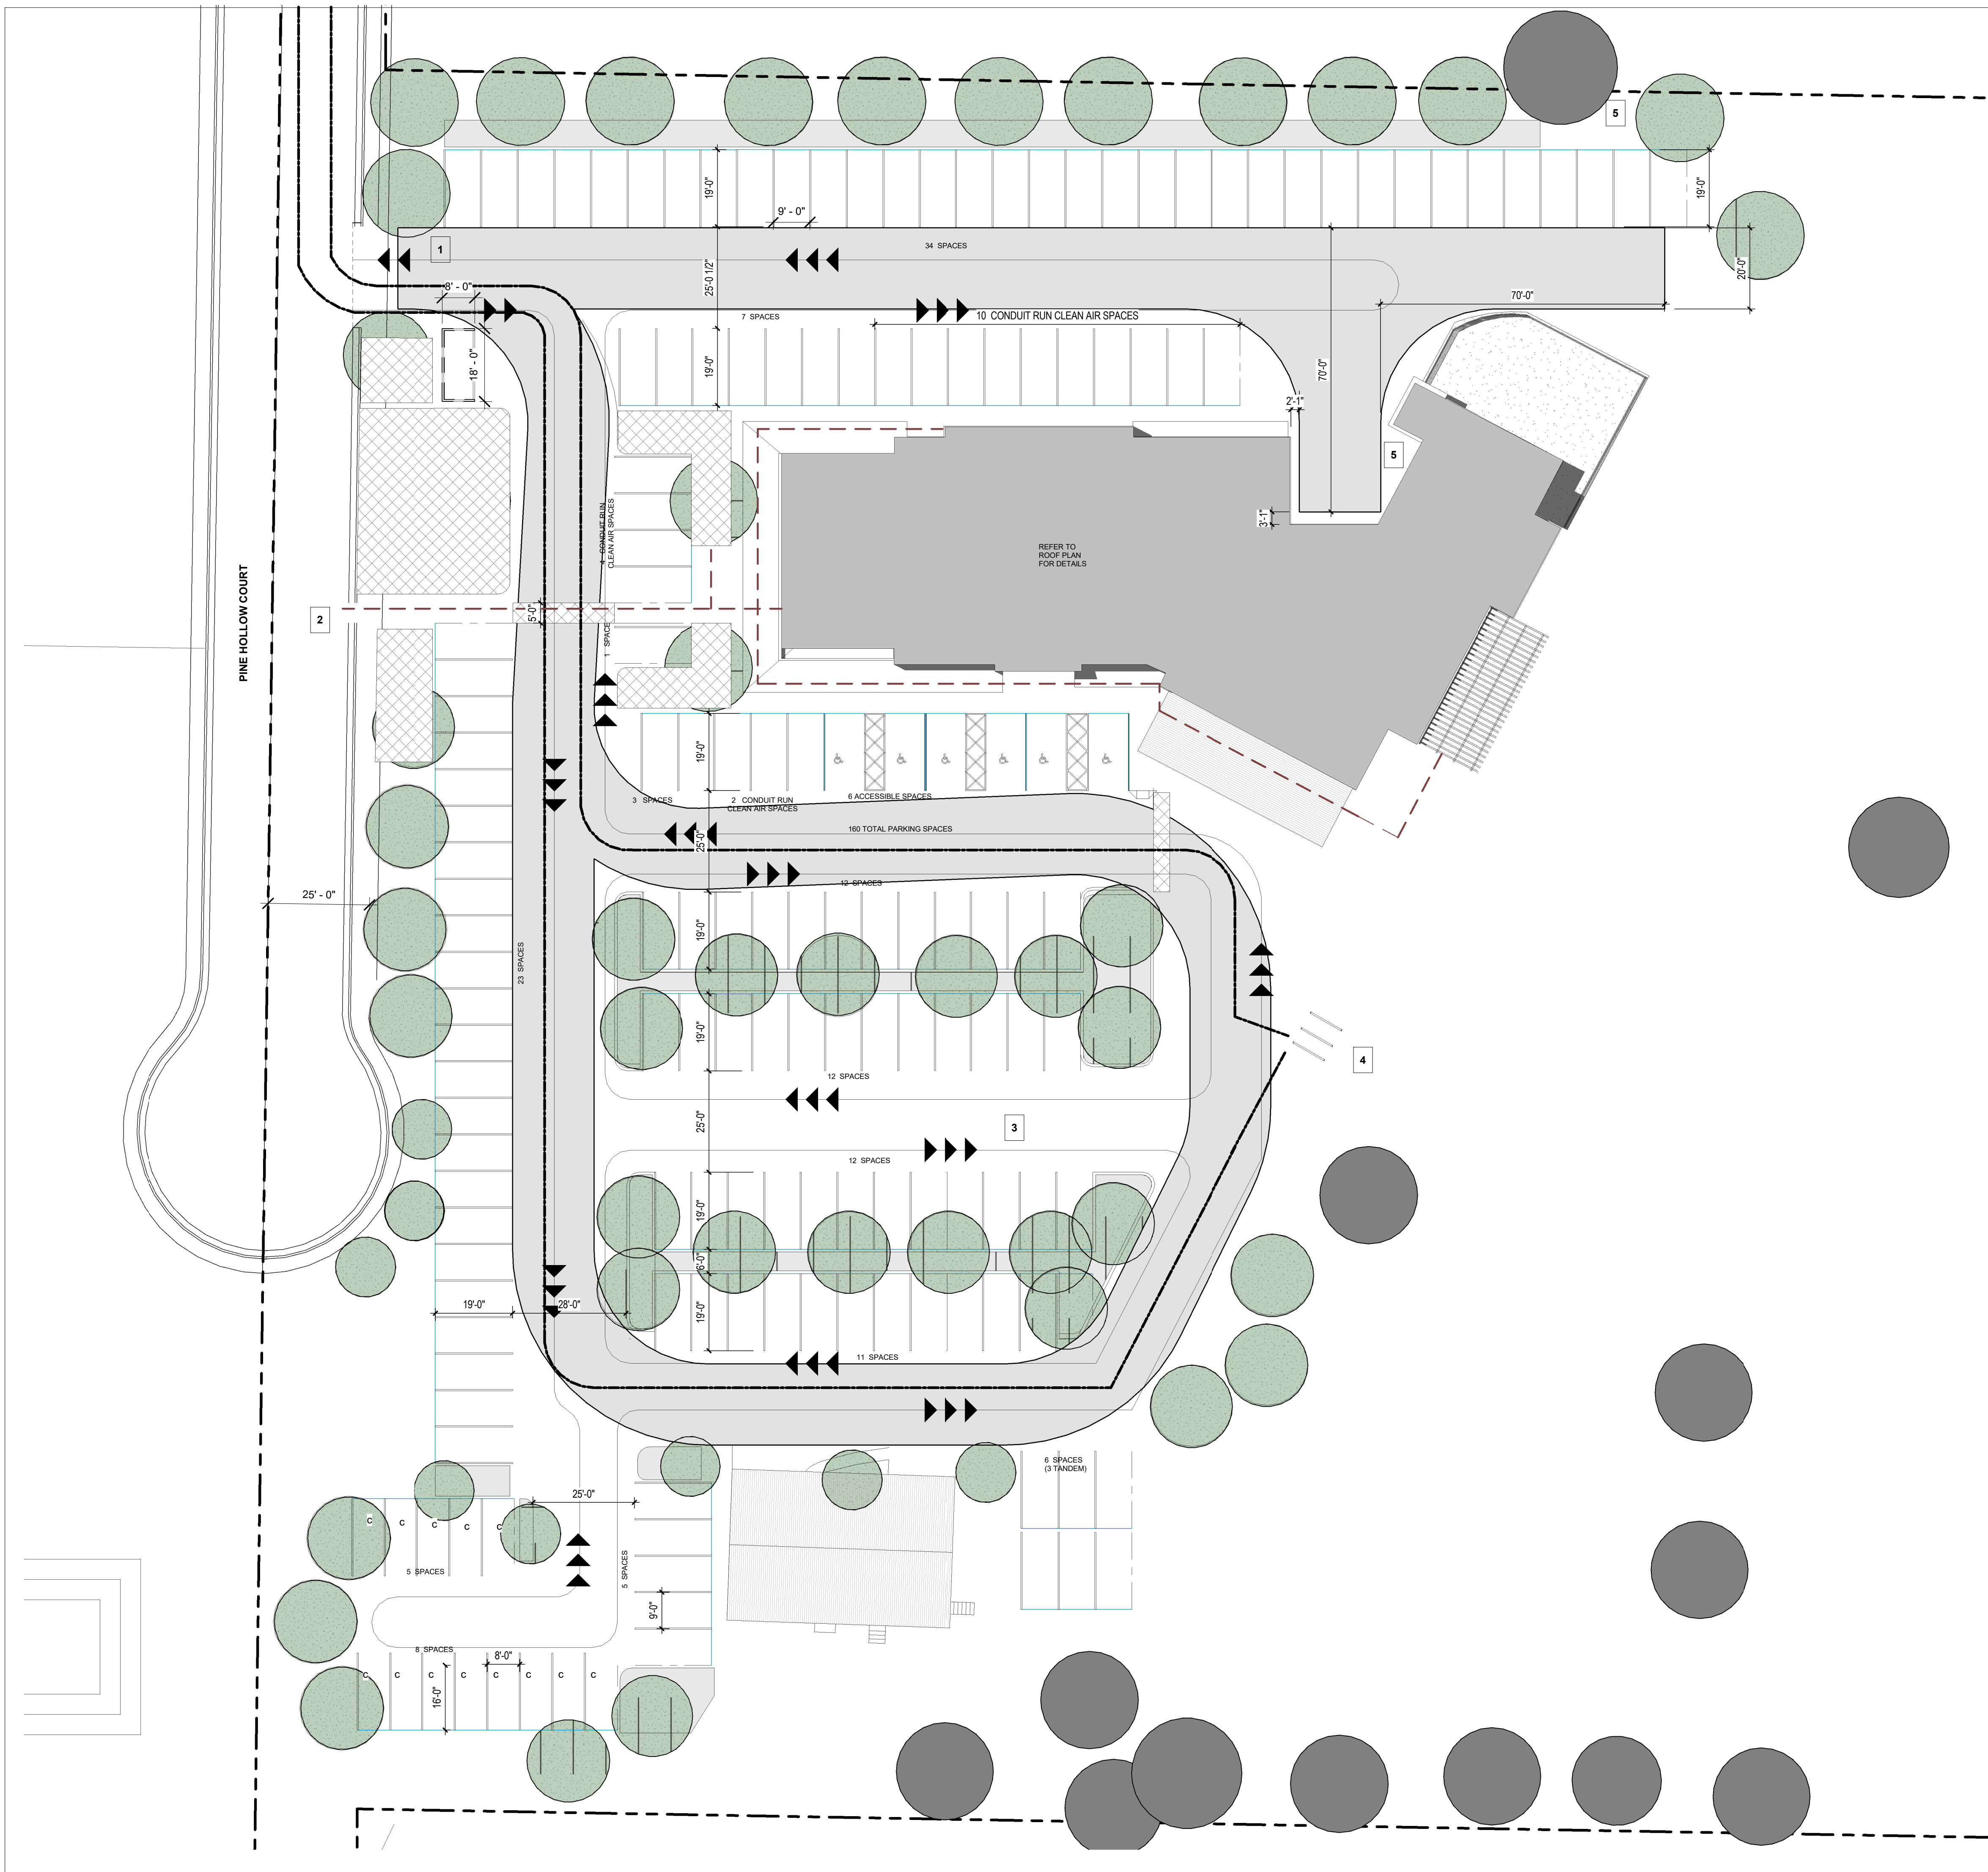 5
19'-0"
9' - 0"
19'-0"
1
34 SPACES
25'-0 1/2"
20'-0"
8' - 0"
70'-0"
7 SPACES
10 CONDUIT RUN CLEAN AIR SPACES
18' - 0"
19'-0"
70'-0"
2'-1"
5
4 CONDUIT RUN
CLEAN AIR SPACES
3'-1"
REFER TO
ROOF PLAN
FOR DETAILS
PINE HOLLOW COURT
2
5'-0"
1 SPACE
19'-0"
3 SPACES
2 CONDUIT RUN
CLEAN AIR SPACES
6 ACCESSIBLE SPACES
160 TOTAL PARKING SPACES
25'-0"
12 SPACES
25' - 0"
19'-0"
23 SPACES
19'-0"
4
12 SPACES
25'-0"
3
12 SPACES
19'-0"
6'-0"
19'-0"
19'-0"
28'-0"
11 SPACES
6 SPACES
(3 TANDEM)
25'-0"
C C C C C
5 SPACES
5 SPACES
9'-0"
8 SPACES
8'-0"
C C C C C C C C
16'-0"